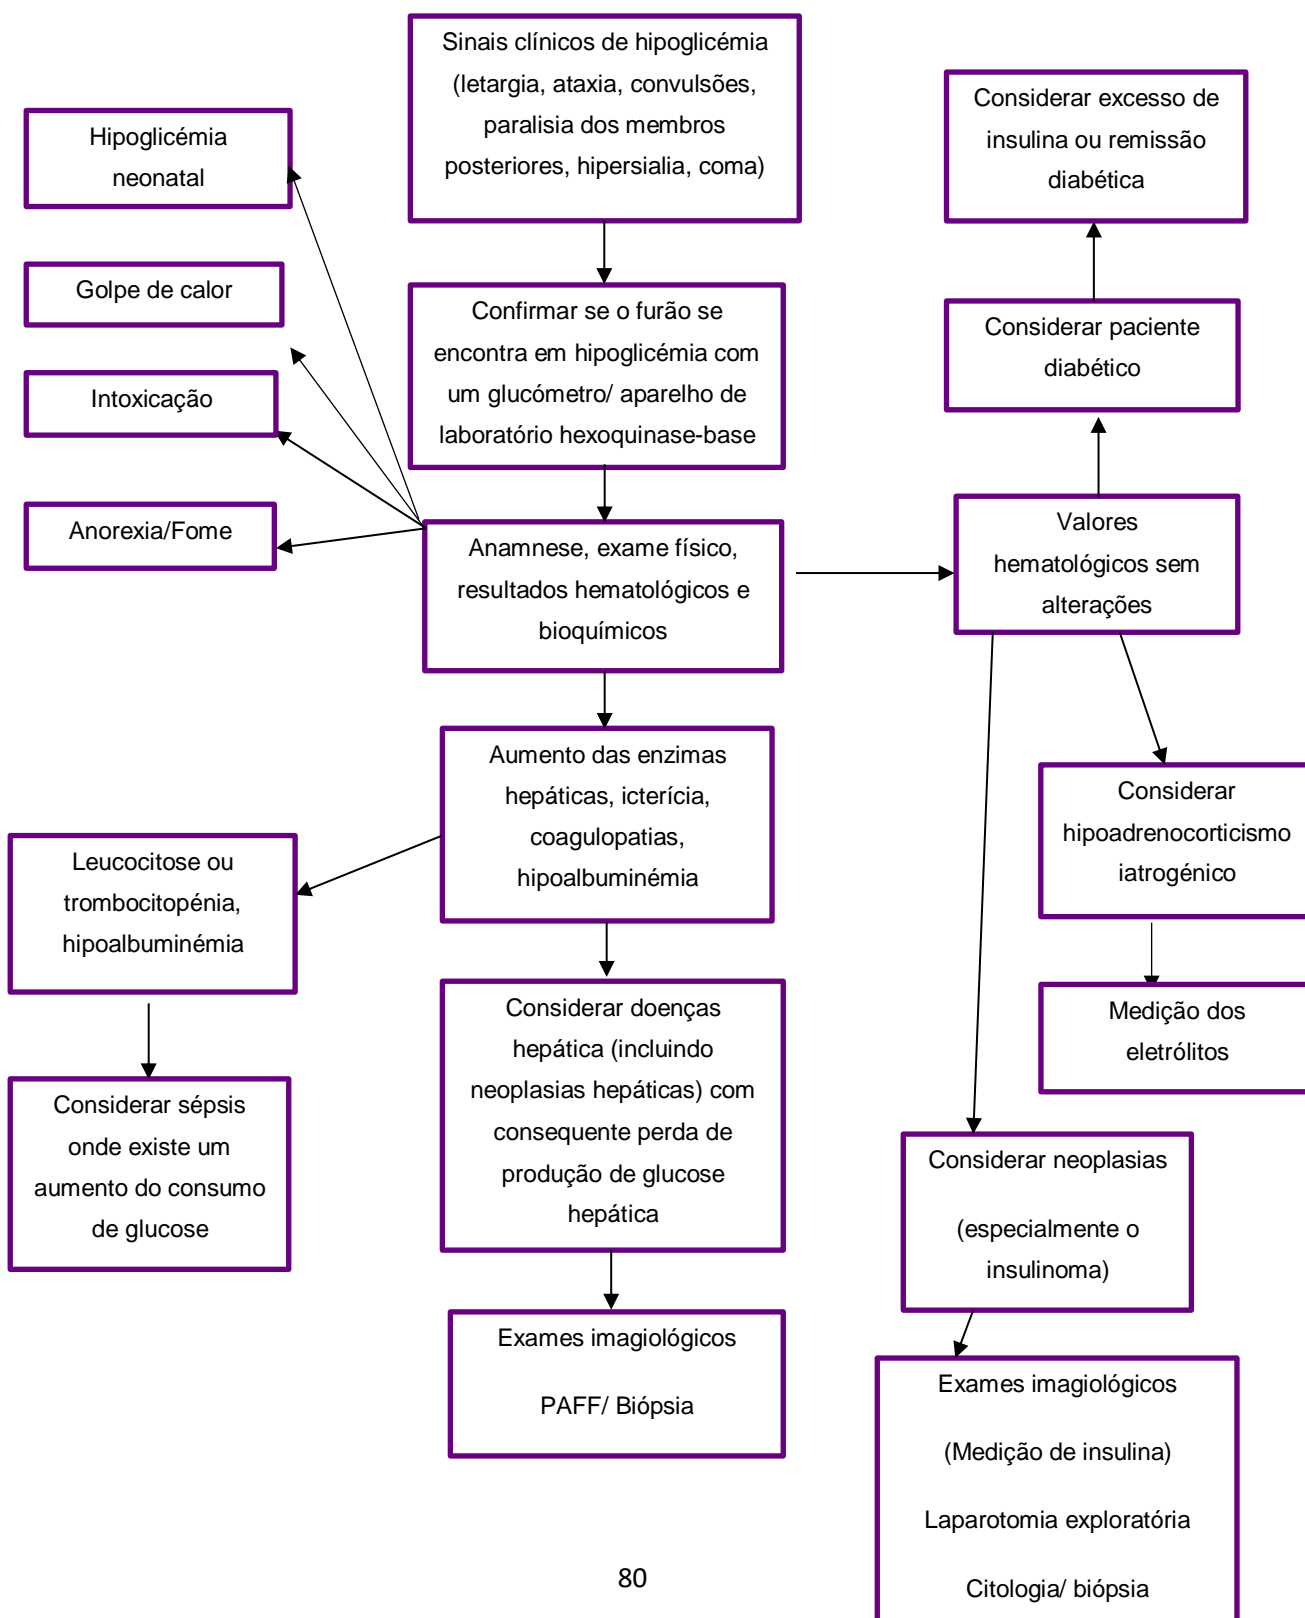 Sinais clínicos de hipoglicémia
(letargia, ataxia, convulsões,
paralisia dos membros
posteriores, hipersialia, coma)
Considerar excesso de
insulina ou remissão
diabética
Hipoglicémia
neonatal
Golpe de calor
Confirmar se o furão se
encontra em hipoglicémia com
um glucómetro/ aparelho de
laboratório hexoquinase-base
Considerar paciente
diabético
Intoxicação
Anorexia/Fome
Anamnese, exame físico,
resultados hematológicos e
bioquímicos
Valores
hematológicos sem
alterações
Aumento das enzimas
hepáticas, icterícia,
coagulopatias,
hipoalbuminémia
Considerar
hipoadrenocorticismo
iatrogénico
Leucocitose ou
trombocitopénia,
hipoalbuminémia
Considerar doenças
hepática (incluindo
neoplasias hepáticas) com
consequente perda de
produção de glucose
hepática
Medição dos
eletrólitos
Considerar sépsis
onde existe um
aumento do consumo
de glucose
Considerar neoplasias
(especialmente o
insulinoma)
Exames imagiológicos
PAFF/ Biópsia
Exames imagiológicos
(Medição de insulina)
Laparotomia exploratória
Citologia/ biópsia
80